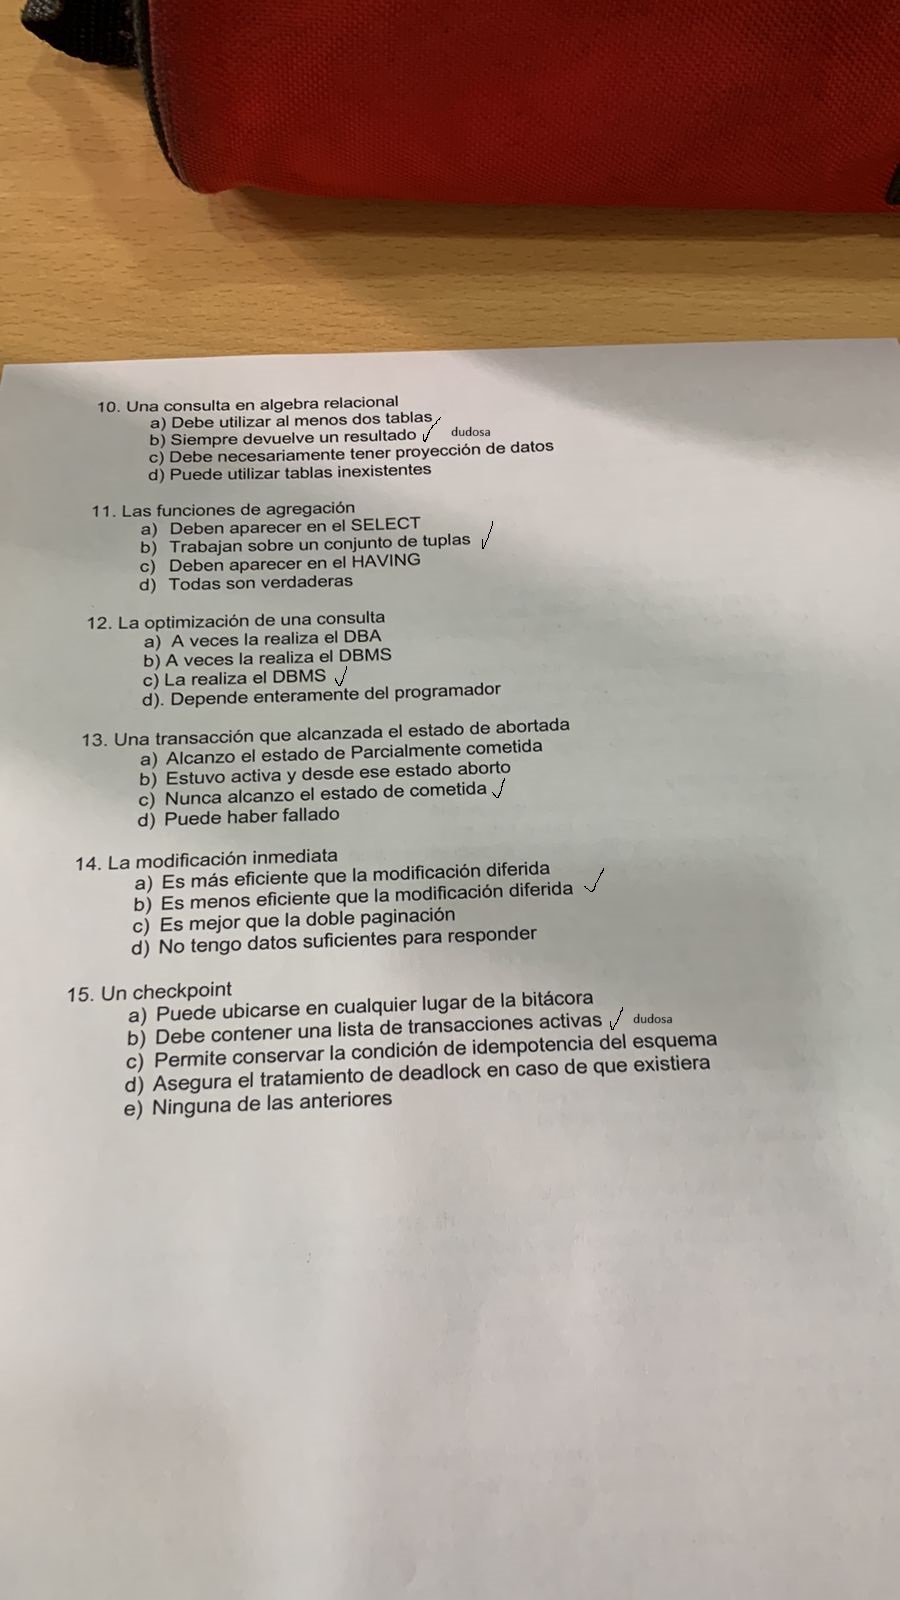 10. Una consulta en algebra relacional
a) Debe utilizar al menos dos tablas
b) Siempre devuelve un resultado dudosa
c) Debe necesariamente tener proyección de datos
d) Puede utilizar tablas inexistentes
11. Las funciones de agregación
a) Deben aparecer en el SELECT
b) Trabajan sobre un conjunto de tuplas
c) Deben aparecer en el HAVING
d) Todas son verdaderas
12. La optimización de una consulta
a) A veces la realiza el DBA
b) A veces la realiza el DBMS
c) La realiza el DBMS
d). Depende enteramente del programador
13. Una transacción que alcanzada el estado de abortada
a) Alcanzo el estado de Parcialmente cometida
b) Estuvo activa y desde ese estado aborto
c) Nunca alcanzo el estado de cometida
d) Puede haber fallado
14. La modificación inmediata
a) Es más eficiente que la modificación diferida
b) Es menos eficiente que la modificación diferida
c) Es mejor que la doble paginación
d) No tengo datos suficientes para responder
15. Un checkpoint
a) Puede ubicarse en cualquier lugar de la bitácora
b) Debe contener una lista de transacciones activas dudosa
c) Permite conservar la condición de idempotencia del esquema
d) Asegura el tratamiento de deadlock en caso de que existiera
e) Ninguna de las anteriores